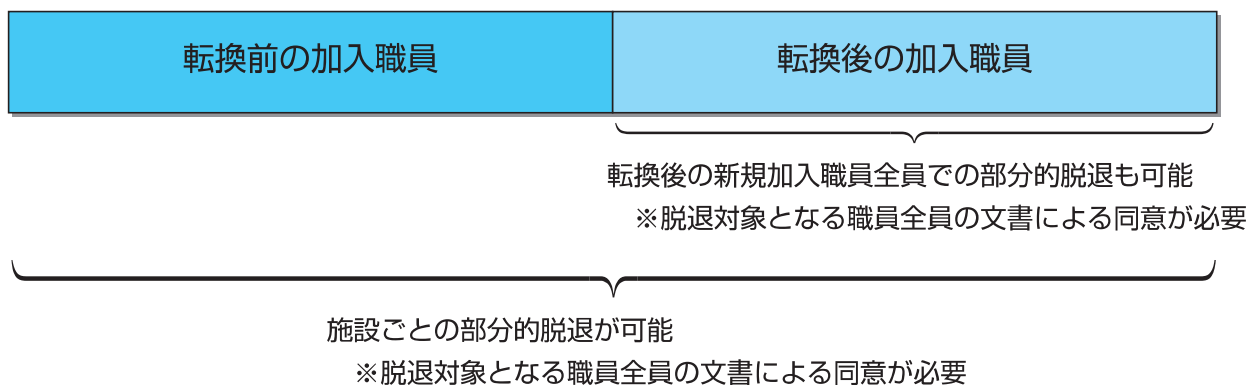 転換前の加入職員
転換後の加入職員
転換後の新規加入職員全員での部分的脱退も可能
※脱退対象となる職員全員の文書による同意が必要
施設ごとの部分的脱退が可能
※脱退対象となる職員全員の文書による同意が必要